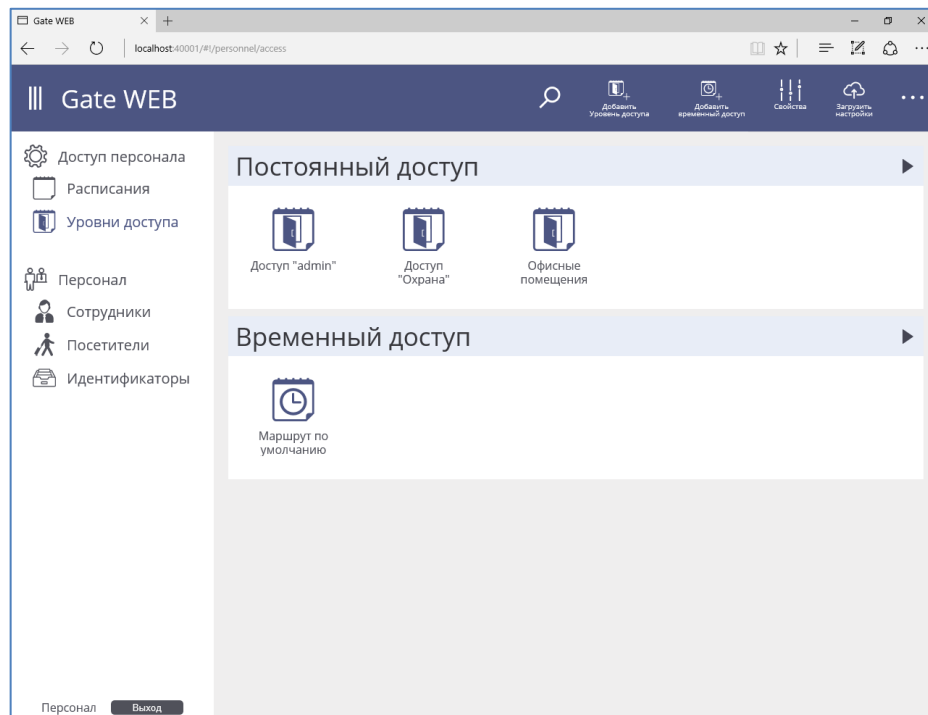 Gate WEB
localhost:40001/#!/personnel/access
Gate WEB
Добавить
Уровень доступа
Добавить
временный доступ
Свойства
Загрузить
настройки
Доступ персонала
Расписания
Уровни доступа
Персонал
Сотрудники
Посетители
Идентификаторы
Постоянный доступ
Доступ "admin"
Доступ
"Охрана"
Офисные
помещения
Временный доступ
Маршрут по
умолчанию
Персонал
Выход